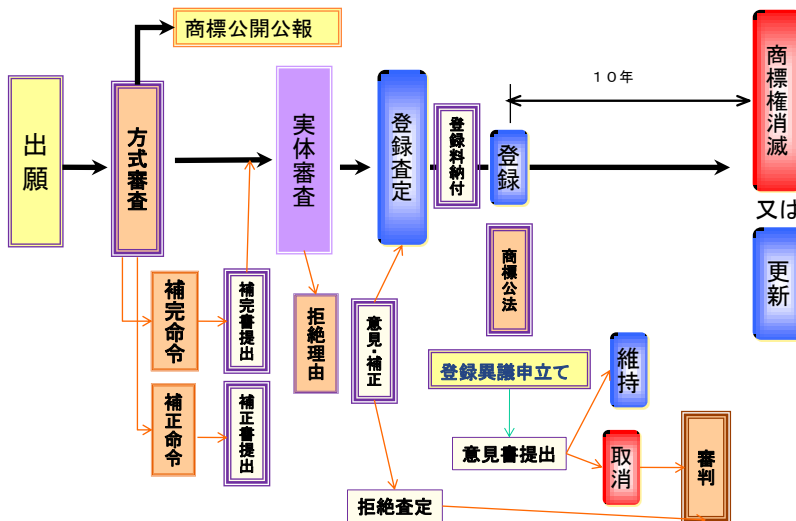 商標公開公報
出願
方式審査
実体審査
登録査定
登録料納付
登録
10年
商標権消滅
又は
更新
補完命令
補完書提出
拒絶理由
意見・補正
商標公法
登録異議申立て
維持
補正命令
補正書提出
意見書提出
取消
審判
拒絶査定